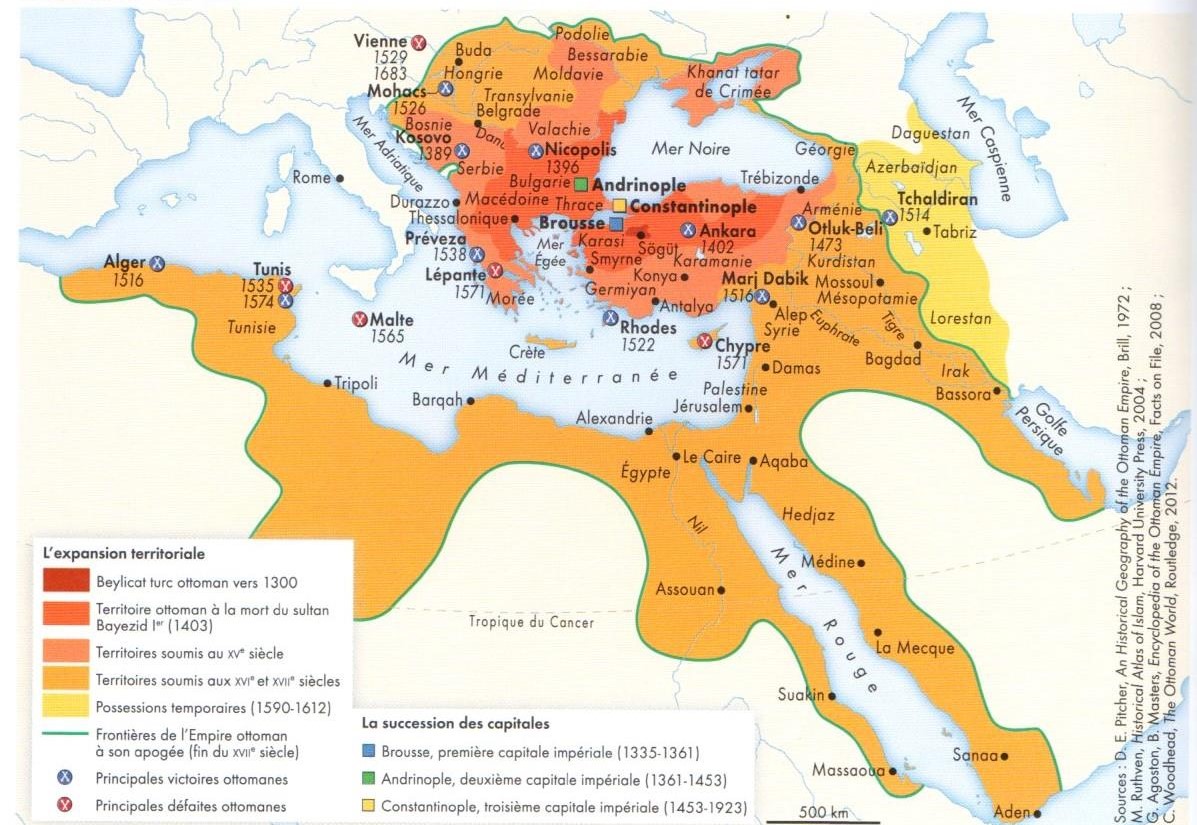 Vienne
1529
1683
Buda
Hongrie
Mohacs
1526
Podolie
Bessarabie
Moldavie
Transylvanie
Belgrade
Khanat tatar
de Crimée
Bosnie
Danu
Valachie
Kosovo
1389
Serbie
Nicopolis
1396
Mer Adriatique
Rome
Mer Noire
Géorgie
Daguestan
Azerbaïdjan
Mer Caspienne
Bulgarie
Andrinople
Trébizonde
Durazzo
Macédoine
Thrace
Constantinople
Thessalonique
Brousse
Arménie
Tchaldiran
1514
Tabriz
Préveza
1538
Mer
Égée
Karasi
Sögüt
Ankara
1402
Otluk-Beli
1473
Smyrne
Karamanie
Kurdistan
Alger
1516
Tunis
1535
1574
Lépante
1571
Morée
Germiyan
Konya
Antalya
Marj Dabik
1516
Mossoul
Mésopotamie
Tunisie
Malte
1565
Rhodes
1522
Crète
Chypre
1571
Alep
Syrie
Euphrate
Tigre
Lorestan
Mer Méditerranée
Damas
Bagdad
Irak
Bassora
Tripoli
Barqah
Palestine
Jérusalem
Alexandrie
Golfe
Persique
Égypte
Le Caire
Aqaba
Nil
Hedjaz
Médine
Mer Rouge
Assouan
Tropique du Cancer
La Mecque
Suakin
Massaoua
Sanaa
Aden
500 km
L'expansion territoriale
Beylicat turc ottoman vers 1300
Territoire ottoman à la mort du sultan
Bayezid Ier (1403)
Territoires soumis au XVe siècle
Territoires soumis aux XVIe et XVIIe siècles
Possessions temporaires (1590-1612)
Frontières de l'Empire ottoman
à son apogée (fin du XVIIe siècle)
Principales victoires ottomanes
Principales défaites ottomanes
La succession des capitales
Brousse, première capitale impériale (1335-1361)
Andrinople, deuxième capitale impériale (1361-1453)
Constantinople, troisième capitale impériale (1453-1923)
Sources : D. E. Pitcher, An Historical Geography of the Ottoman Empire, Brill, 1972 ;
M. Ruthven, Historical Atlas of Islam, Harvard University Press, 2004 ;
G. Agoston, B. Masters, Encyclopedia of the Ottoman Empire, Facts on File, 2008 ;
C. Woodhead, The Ottoman World, Routledge, 2012.